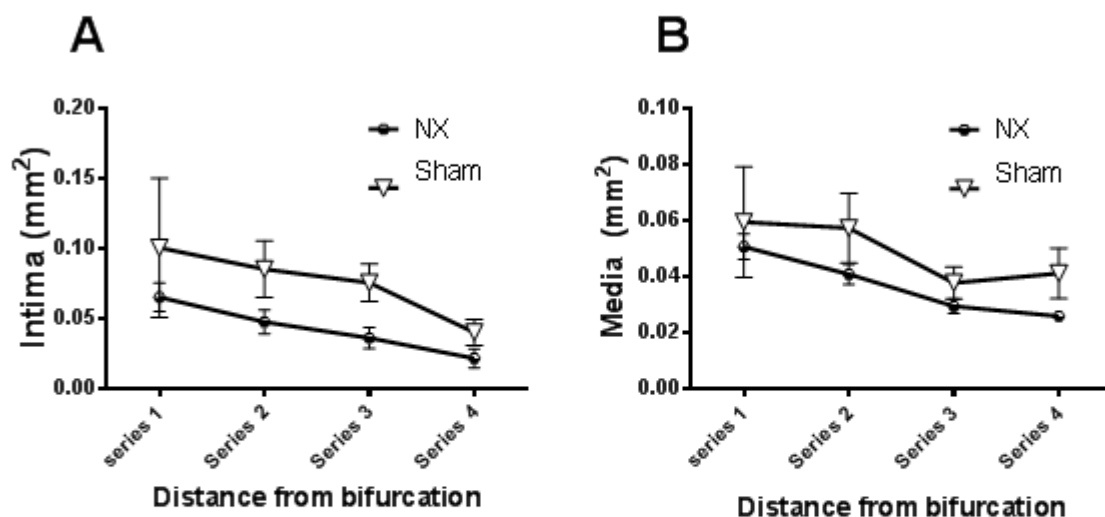 A
0.20
0.15
0.10
0.05
0.00
Intima (mm²)
NX
Sham
series 1
Series 2
Series 3
Series 4
Distance from bifurcation
B
0.10
0.08
0.06
0.04
0.02
0.00
Media (mm²)
NX
Sham
series 1
Series 2
Series 3
Series 4
Distance from bifurcation